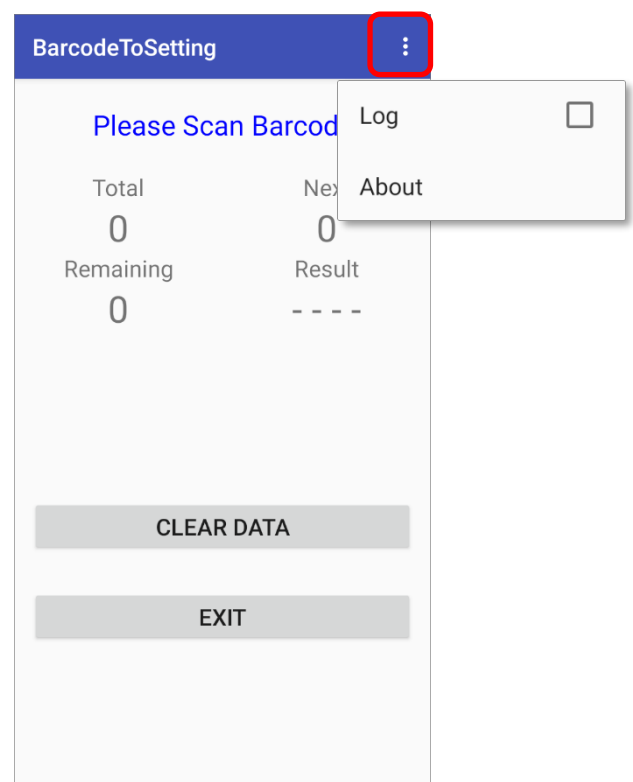 BarcodeToSetting
Please Scan Barcod
Log
About
Total
Nex
0
0
Remaining
Result
0
----
CLEAR DATA
EXIT